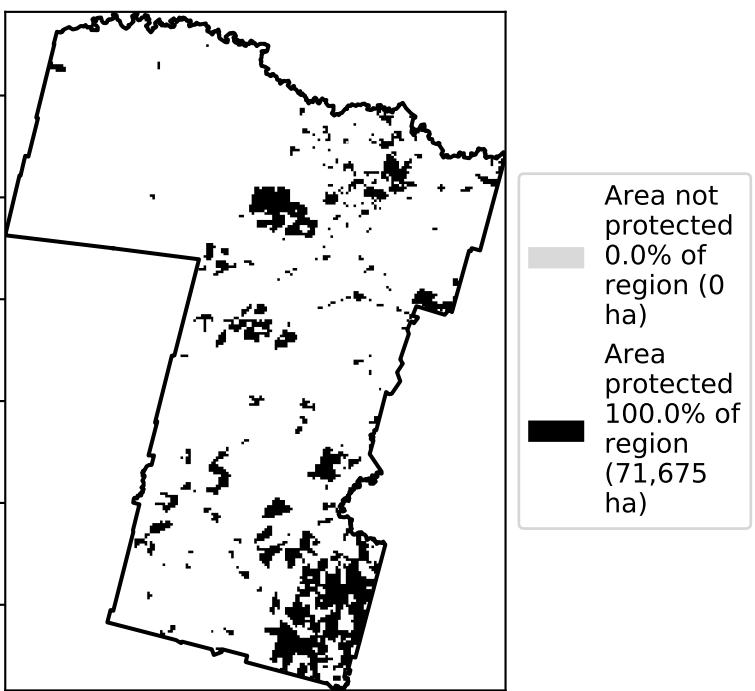 Area not
protected
0.0% of
region (0
ha)
Area
protected
100.0% of
region
(71,675
ha)